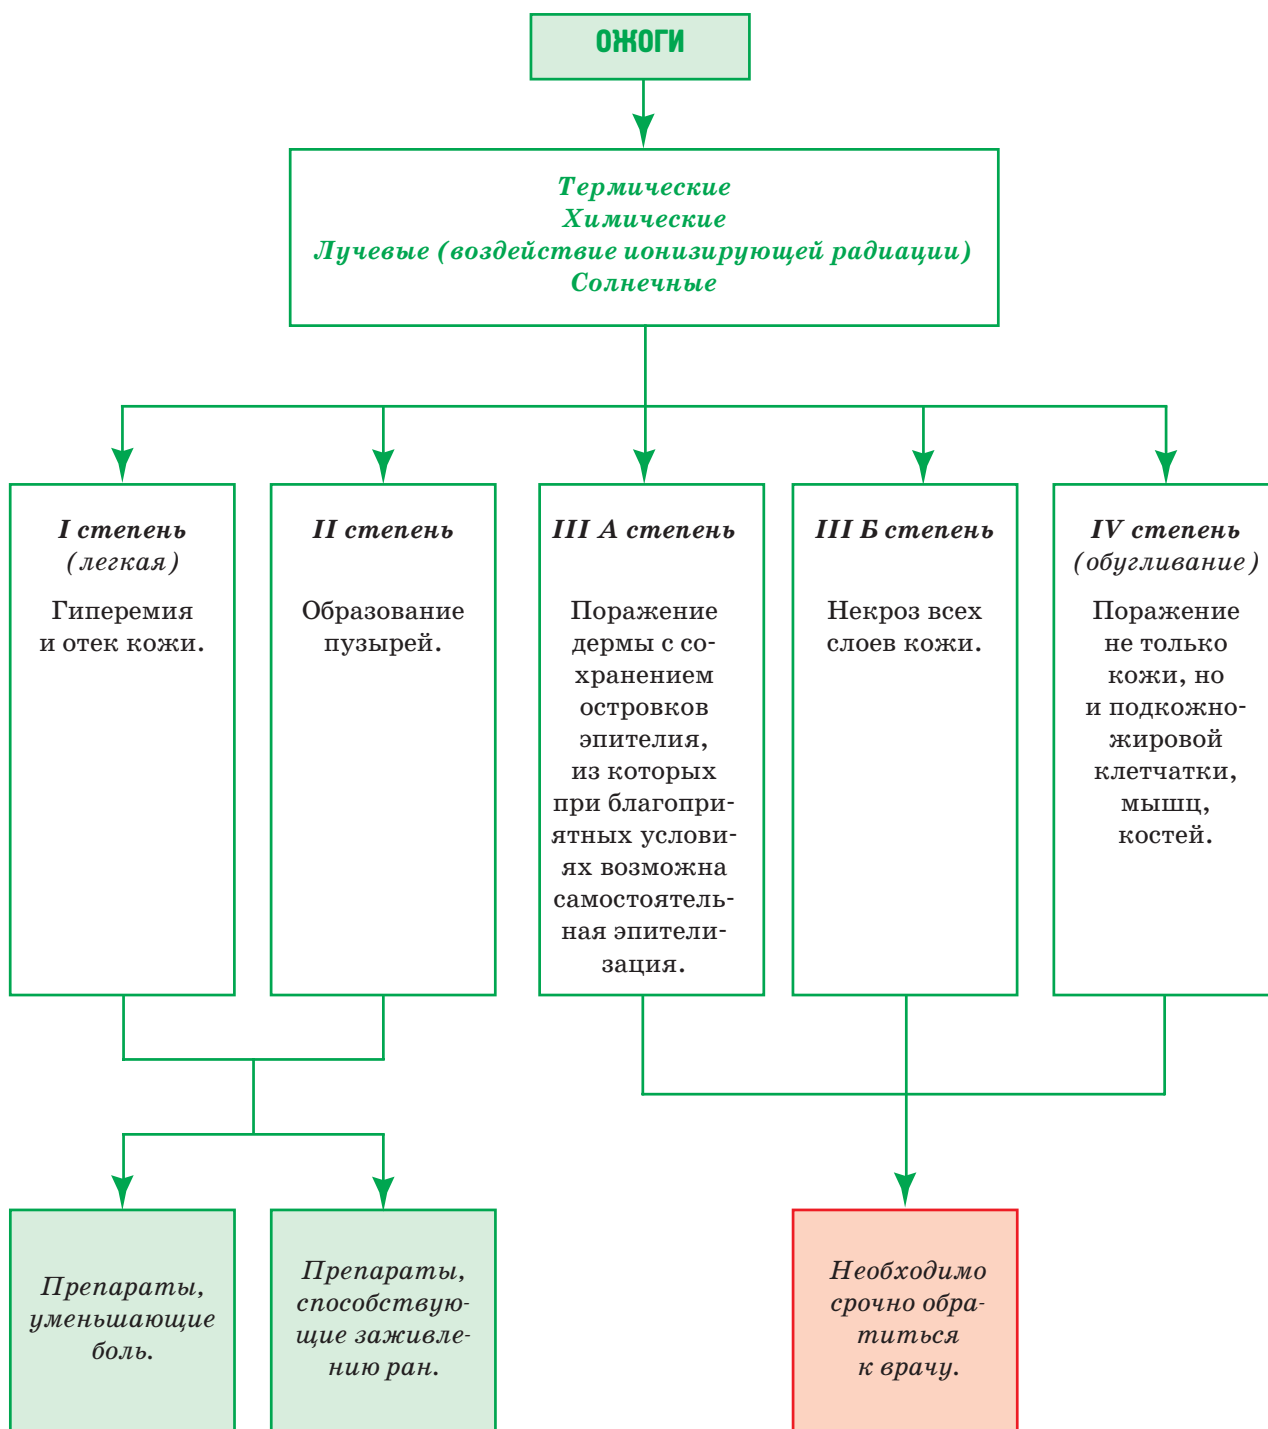 ОЖОГИ
Термические
Химические
Лучевые (воздействие ионизирующей радиации)
Солнечные
I степень
(легкая)
Гиперемия
и отек кожи.
II степень
Образование
пузырей.
III А степень
Поражение
дермы с со-
хранением
островков
эпителия,
из которых
при благопри-
ятных услови-
ях возможна
самостоятель-
ная эпители-
зация.
III Б степень
Некроз всех
слоев кожи.
IV степень
(обугливание)
Поражение
не только
кожи, но
и подкожно-
жировой
клетчатки,
мышц,
костей.
Препараты,
уменьшающие
боль.
Препараты,
способствую-
щие заживле-
нию ран.
Необходимо
срочно обра-
титься
к врачу.